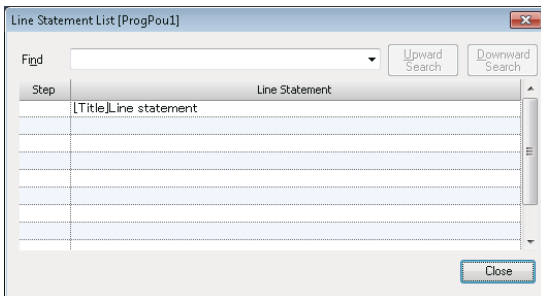 Line Statement List [ProgPou1]
Find
Upward Search
Downward Search
Step
Line Statement
[Title]Line statement
Close